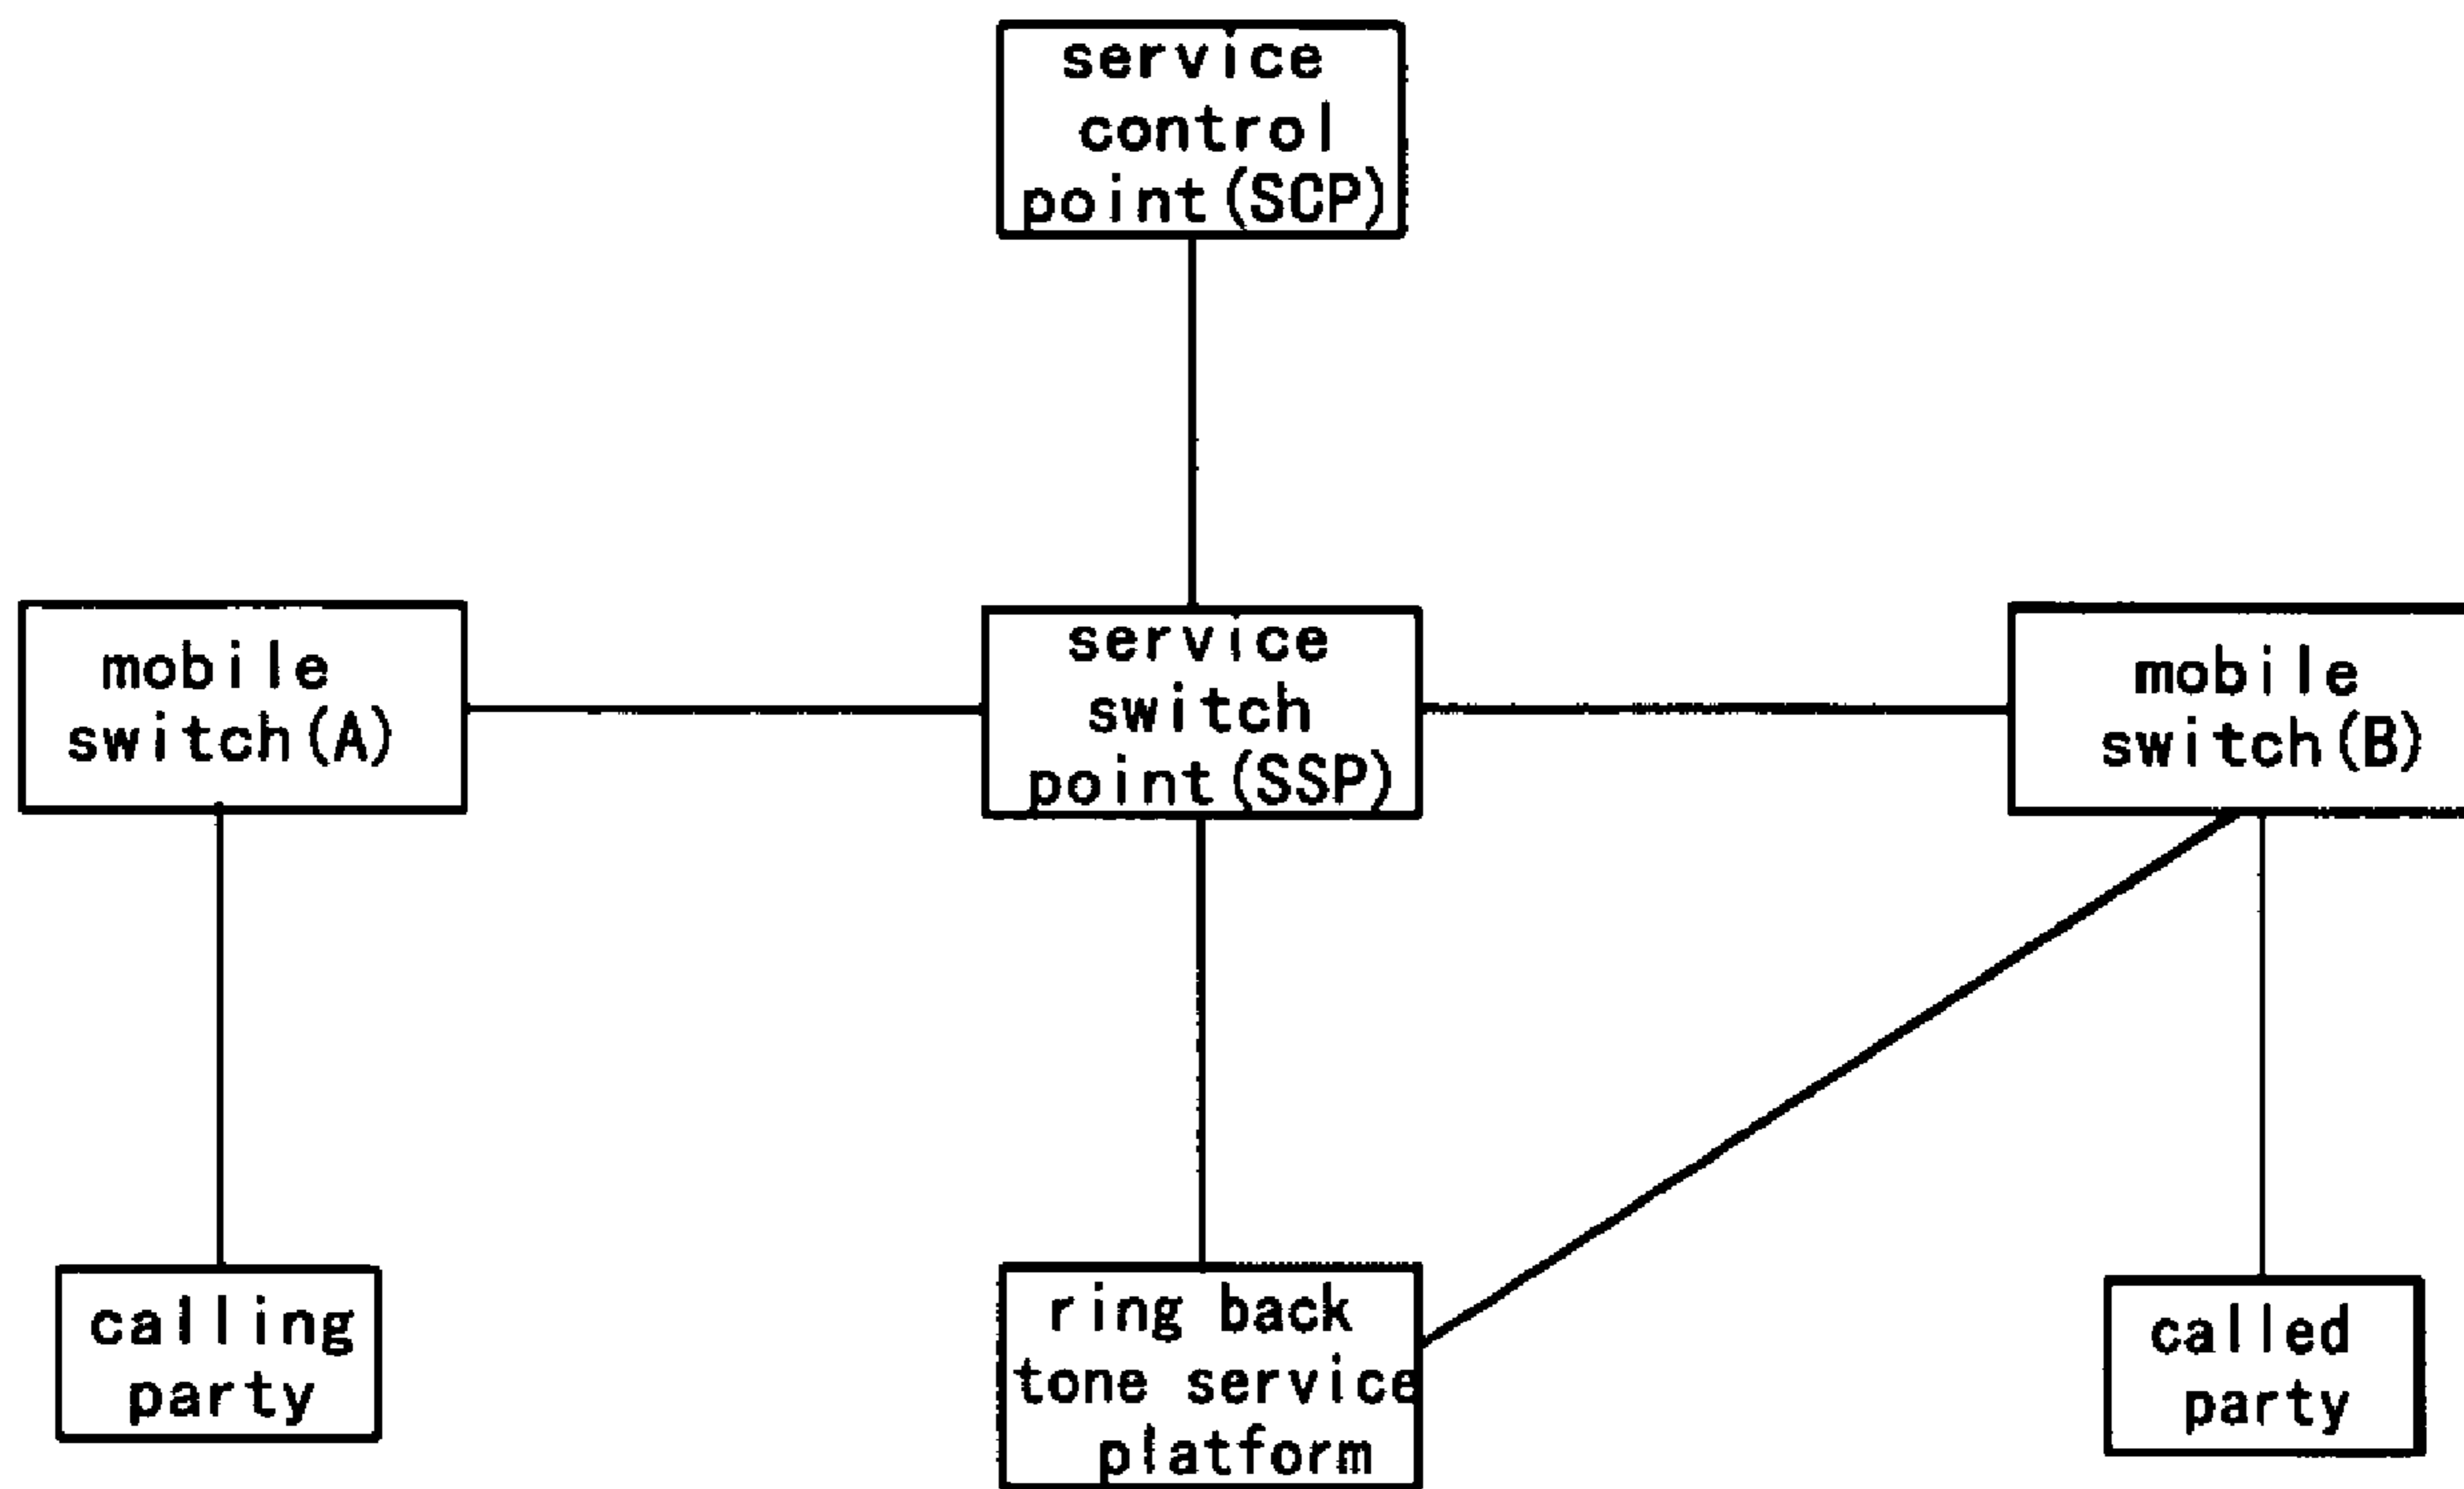 service
control
point(SCP)
mobile
switch(A)
service
switch
point(SSP)
mobile
switch(B)
calling
party
ring back
tone service
platform
called
party